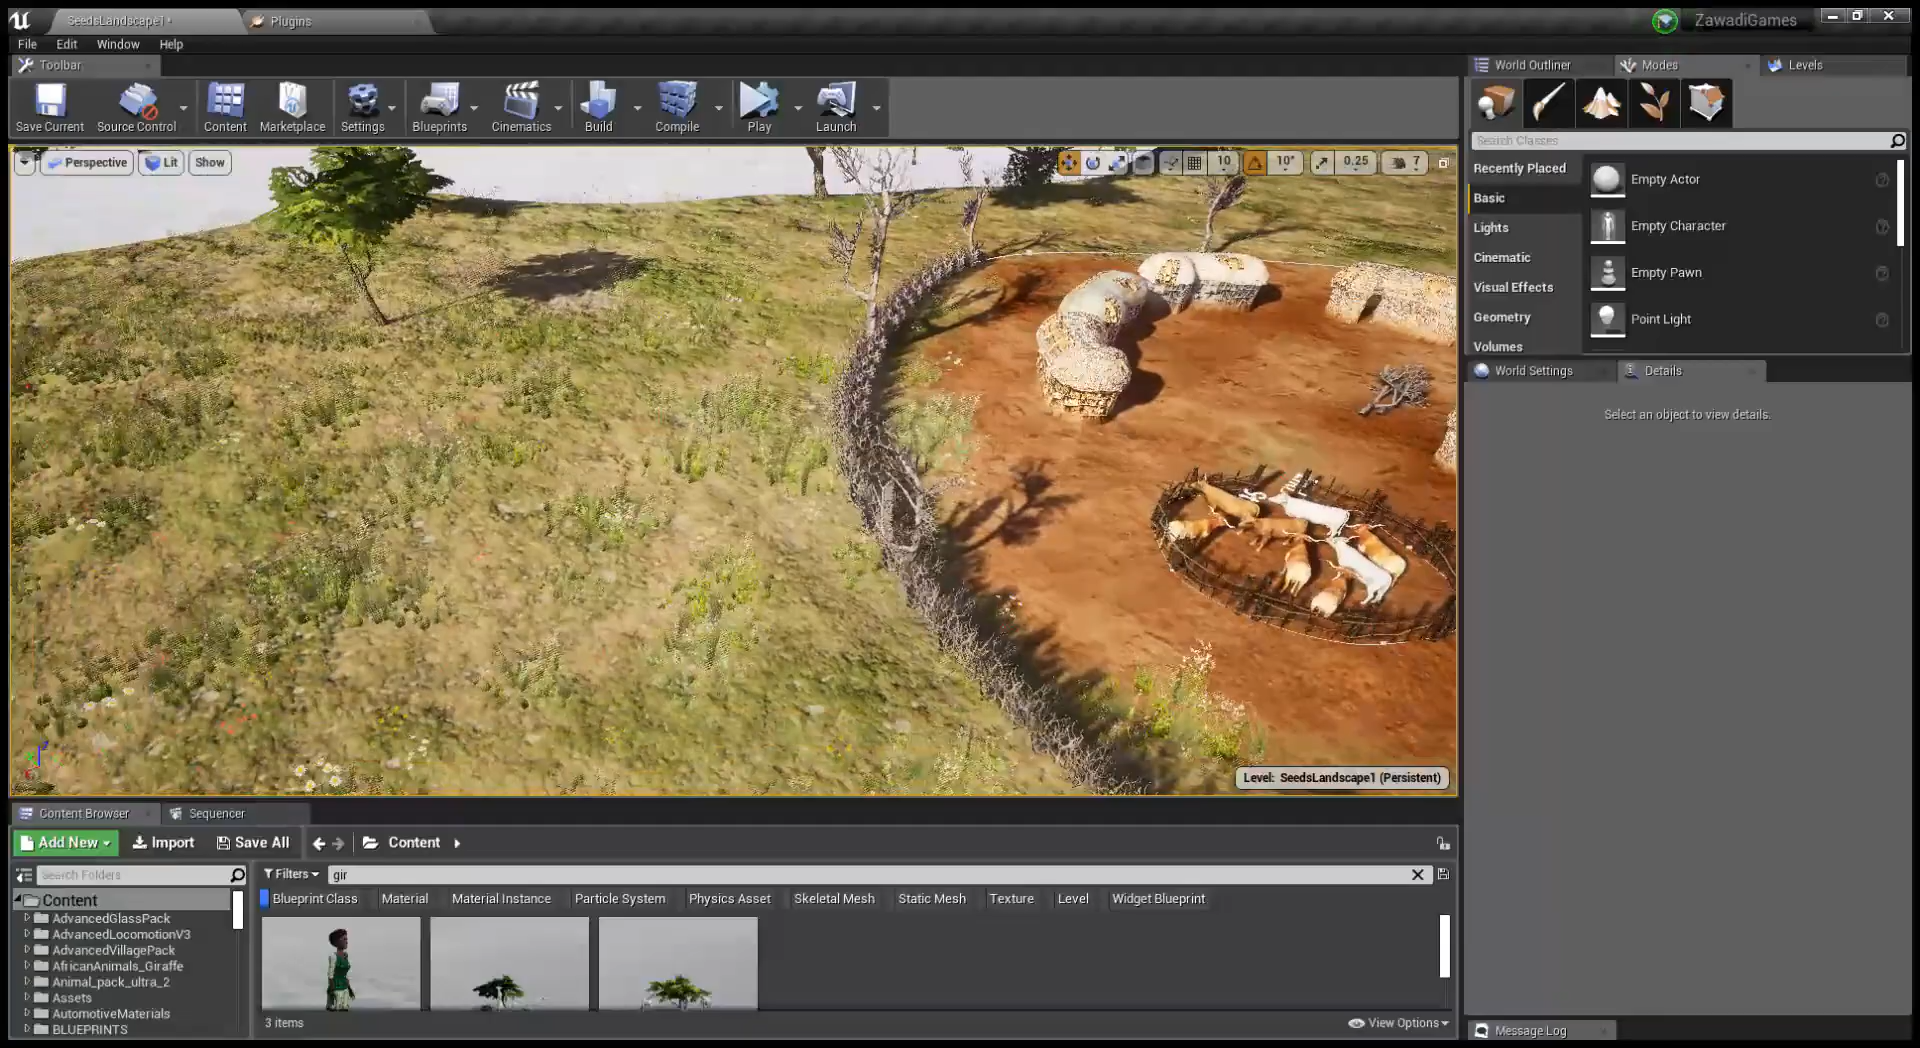 SeedsLandscape1*
Plugins
ZawadiGames
File Edit Window Help
Toolbar
World Outliner
Modes
Levels
Save Current
Source Control
Content
Marketplace
Settings
Blueprints
Cinematics
Build
Compile
Play
Launch
Search Classes
Perspective
Lit
Show
10
10°
0.25
7
Recently Placed
Basic
Lights
Cinematic
Visual Effects
Geometry
Volumes
Empty Actor
Empty Character
Empty Pawn
Point Light
World Settings
Details
Select an object to view details.
Level: SeedsLandscape1 (Persistent)
Content Browser
Sequencer
Add New
Import
Save All
Content
Search Folders
Filters
gir
Content
Blueprint Class
Material
Material Instance
Particle System
Physics Asset
Skeletal Mesh
Static Mesh
Texture
Level
Widget Blueprint
AdvancedGlassPack
AdvancedLocomotionV3
AdvancedVillagePack
AfricanAnimals_Giraffe
Animal_pack_ultra_2
Assets
AutomotiveMaterials
BLUEPRINTS
3 items
View Options
Message Log